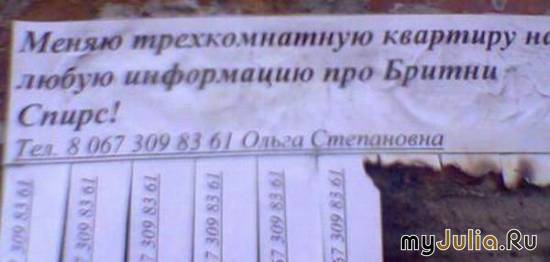 Меняю трехкомнатную квартиру на
любую информацию про Бритни
Спирс!
Тел. 8 067 309 83 61 Ольга Степановна
309 83 61
7 309 83 61
7 309 83 61
7 309 83 61
7 309 83 61
67 309 83 61
myJulia.Ru